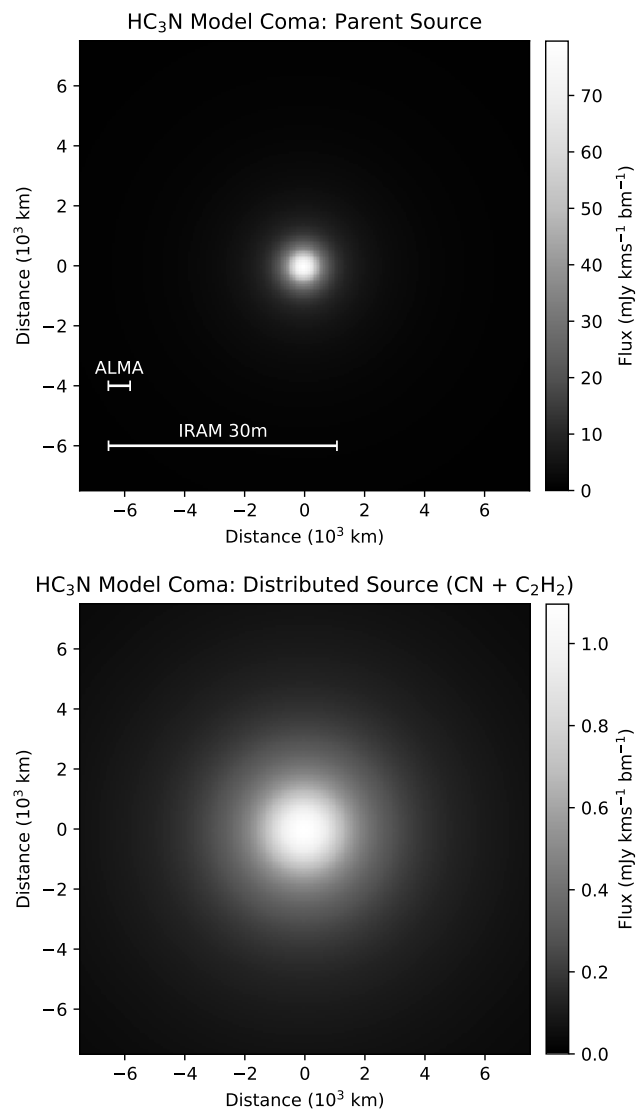 HC₃N Model Coma: Parent Source
6
4
2
0
−2
−4
−6
Distance (10³ km)
ALMA
IRAM 30m
−6 −4 −2 0 2 4 6
Distance (10³ km)
70
60
50
40
30
20
10
0
Flux (mJy kms⁻¹ bm⁻¹)
HC₃N Model Coma: Distributed Source (CN + C₂H₂)
6
4
2
0
−2
−4
−6
Distance (10³ km)
−6 −4 −2 0 2 4 6
Distance (10³ km)
1.0
0.8
0.6
0.4
0.2
0.0
Flux (mJy kms⁻¹ bm⁻¹)